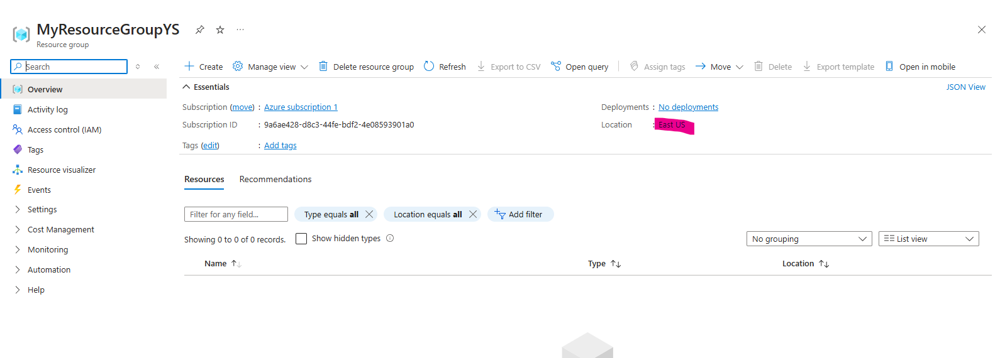 MyResourceGroupYS
Resource group
Search
Overview
Activity log
Access control (IAM)
Tags
Resource visualizer
Events
Settings
Cost Management
Monitoring
Automation
Help
Create Manage view Delete resource group Refresh Export to CSV Open query Assign tags Move Delete Export template Open in mobile
Essentials JSON View
Subscription (move) : Azure subscription 1 Deployments : No deployments
Subscription ID : 9a6ae428-d8c3-44fe-bdf2-4e08593901a0 Location : East US
Tags (edit) : Add tags
Resources Recommendations
Filter for any field... Type equals all Location equals all Add filter
Showing 0 to 0 of 0 records. Show hidden types No grouping List view
Name Type Location